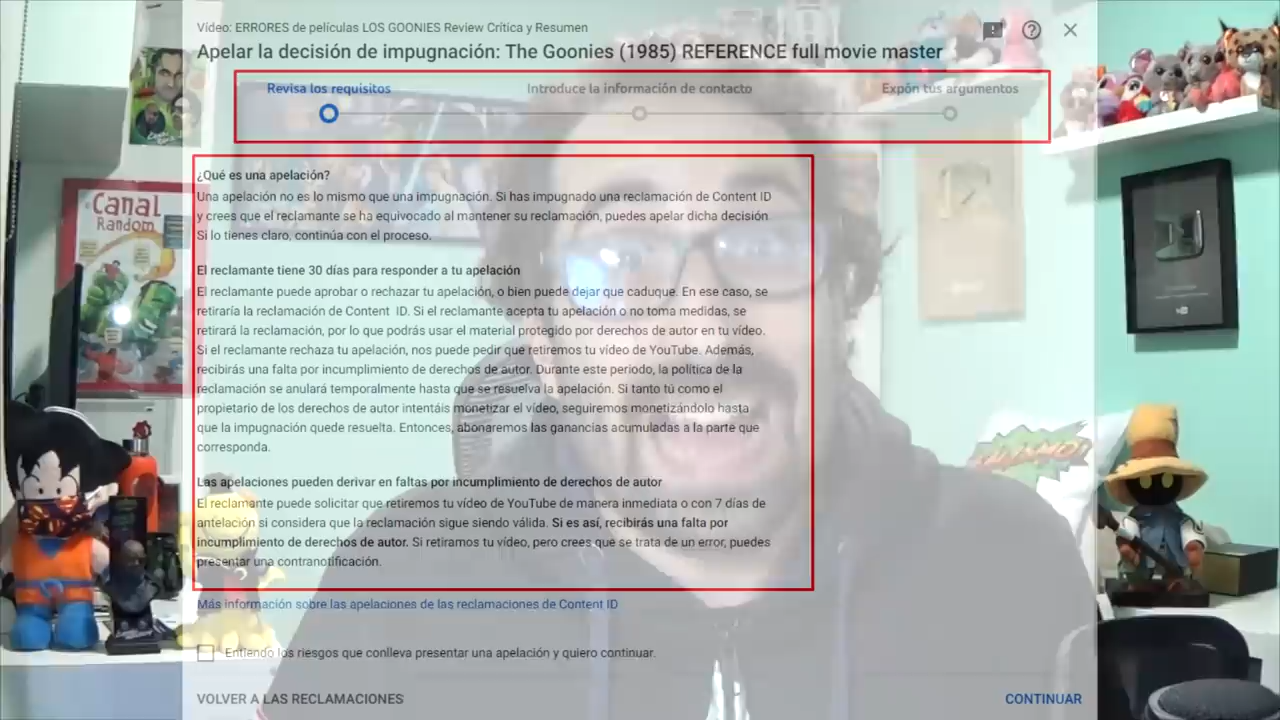 Vídeo: ERRORES de películas LOS GOONIES Review Crítica y Resumen
Apelar la decisión de impugnación: The Goonies (1985) REFERENCE full movie master
Revisa los requisitos
Introduce la información de contacto
Expón tus argumentos
¿Qué es una apelación?
Una apelación no es lo mismo que una impugnación. Si has impugnado una reclamación de Content ID
y crees que el reclamante se ha equivocado al mantener su reclamación, puedes apelar dicha decisión.
Si lo tienes claro, continúa con el proceso.
El reclamante tiene 30 días para responder a tu apelación
El reclamante puede aprobar o rechazar tu apelación, o bien puede dejar que caduque. En ese caso, se
retiraría la reclamación de Content ID. Si el reclamante acepta tu apelación o no toma medidas, se
retirará la reclamación, por lo que podrás usar el material protegido por derechos de autor en tu vídeo.
Si el reclamante rechaza tu apelación, nos puede pedir que retiremos tu vídeo de YouTube. Además,
recibirás una falta por incumplimiento de derechos de autor. Durante este periodo, la política de la
reclamación se anulará temporalmente hasta que se resuelva la apelación. Si tanto tú como el
propietario de los derechos de autor intentáis monetizar el vídeo, seguiremos monetizándolo hasta
que la impugnación quede resuelta. Entonces, abonaremos las ganancias acumuladas a la parte que
corresponda.
Las apelaciones pueden derivar en faltas por incumplimiento de derechos de autor
El reclamante puede solicitar que retiremos tu vídeo de YouTube de manera inmediata o con 7 días de
antelación si considera que la reclamación sigue siendo válida. Si es así, recibirás una falta por
incumplimiento de derechos de autor. Si retiramos tu vídeo, pero crees que se trata de un error, puedes
presentar una contranotificación.
Más información sobre las apelaciones de las reclamaciones de Content ID
Entiendo los riesgos que conlleva presentar una apelación y quiero continuar.
VOLVER A LAS RECLAMACIONES
CONTINUAR
Canal
Random